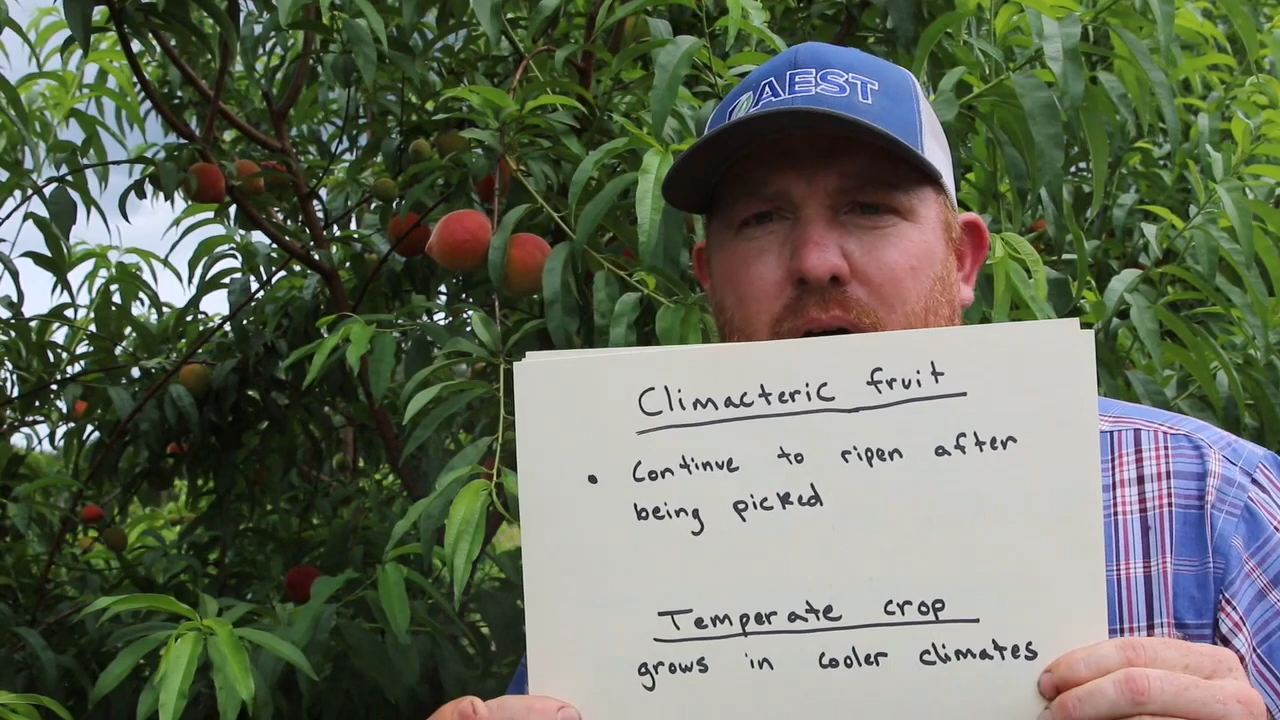 AEST
Climacteric fruit
• Continue to ripen after
being picked
Temperate crop
grows in cooler climates